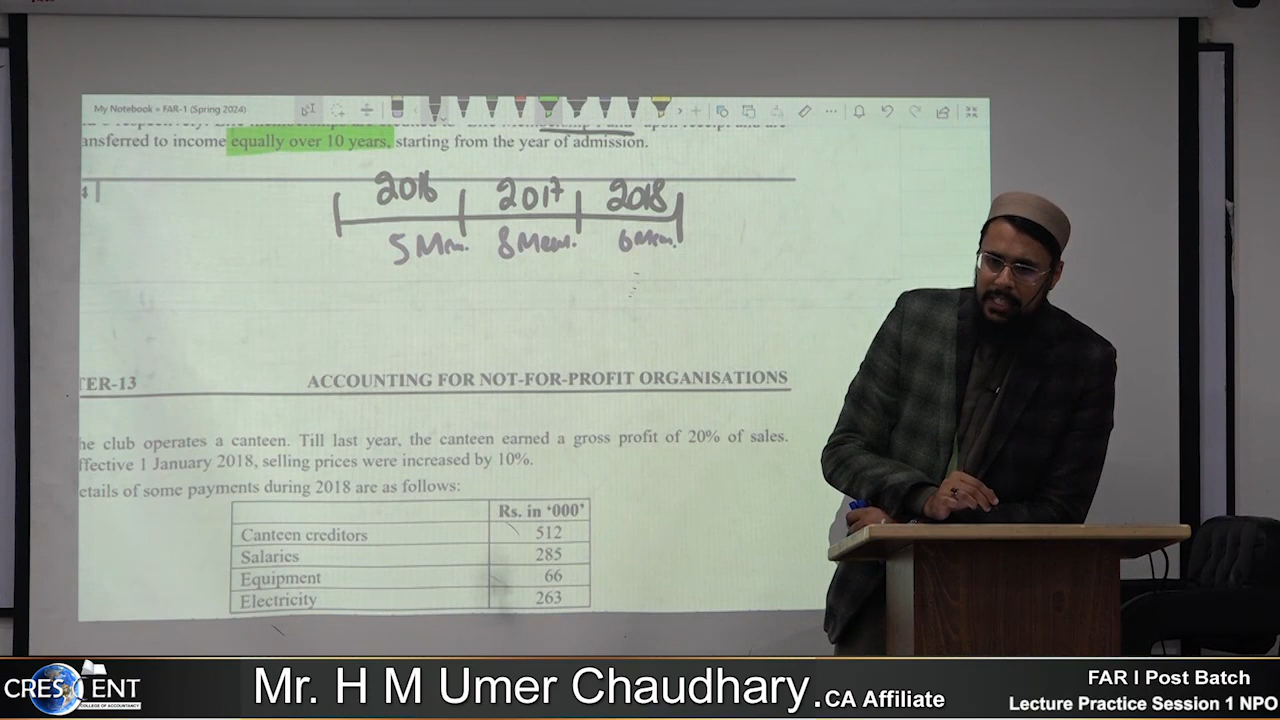 My Notebook » FAR-1 (Spring 2024)
ansferred to income equally over 10 years, starting from the year of admission.
2016 2017 2018
5 Mem. 8 Mem. 6 Mem.
TER-13 ACCOUNTING FOR NOT-FOR-PROFIT ORGANISATIONS
he club operates a canteen. Till last year, the canteen earned a gross profit of 20% of sales.
ffective 1 January 2018, selling prices were increased by 10%.
etails of some payments during 2018 are as follows:
Rs. in ‘000’
Canteen creditors 512
Salaries 285
Equipment 66
Electricity 263
CRESCENT
COLLEGE OF ACCOUNTANCY
Mr. H M Umer Chaudhary .CA Affiliate
FAR I Post Batch
Lecture Practice Session 1 NPO